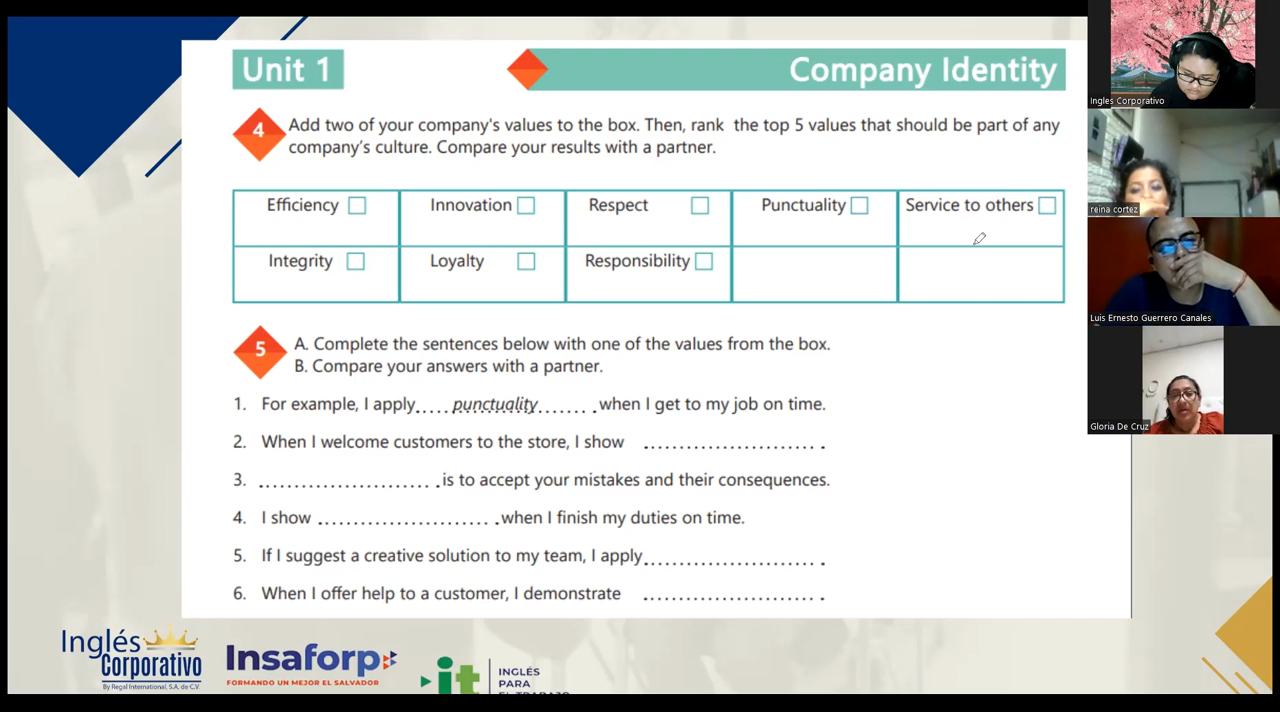 Unit 1
Company Identity
4
Add two of your company's values to the box. Then, rank the top 5 values that should be part of any
company's culture. Compare your results with a partner.
Efficiency Innovation Respect Punctuality Service to others
Integrity Loyalty Responsibility
5
A. Complete the sentences below with one of the values from the box.
B. Compare your answers with a partner.
1. For example, I apply.....punctuality........when I get to my job on time.
2. When I welcome customers to the store, I show ........................ .
3. ........................ .is to accept your mistakes and their consequences.
4. I show ........................ .when I finish my duties on time.
5. If I suggest a creative solution to my team, I apply........................ .
6. When I offer help to a customer, I demonstrate ........................ .
Inglés
Corporativo
By Regal International, S.A. de C.V.
Insaforp
FORMANDO UN MEJOR EL SALVADOR
it
INGLÉS
PARA
EL TRABAJO
Ingles Corporativo
reina cortez
Luis Ernesto Guerrero Canales
Gloria De Cruz